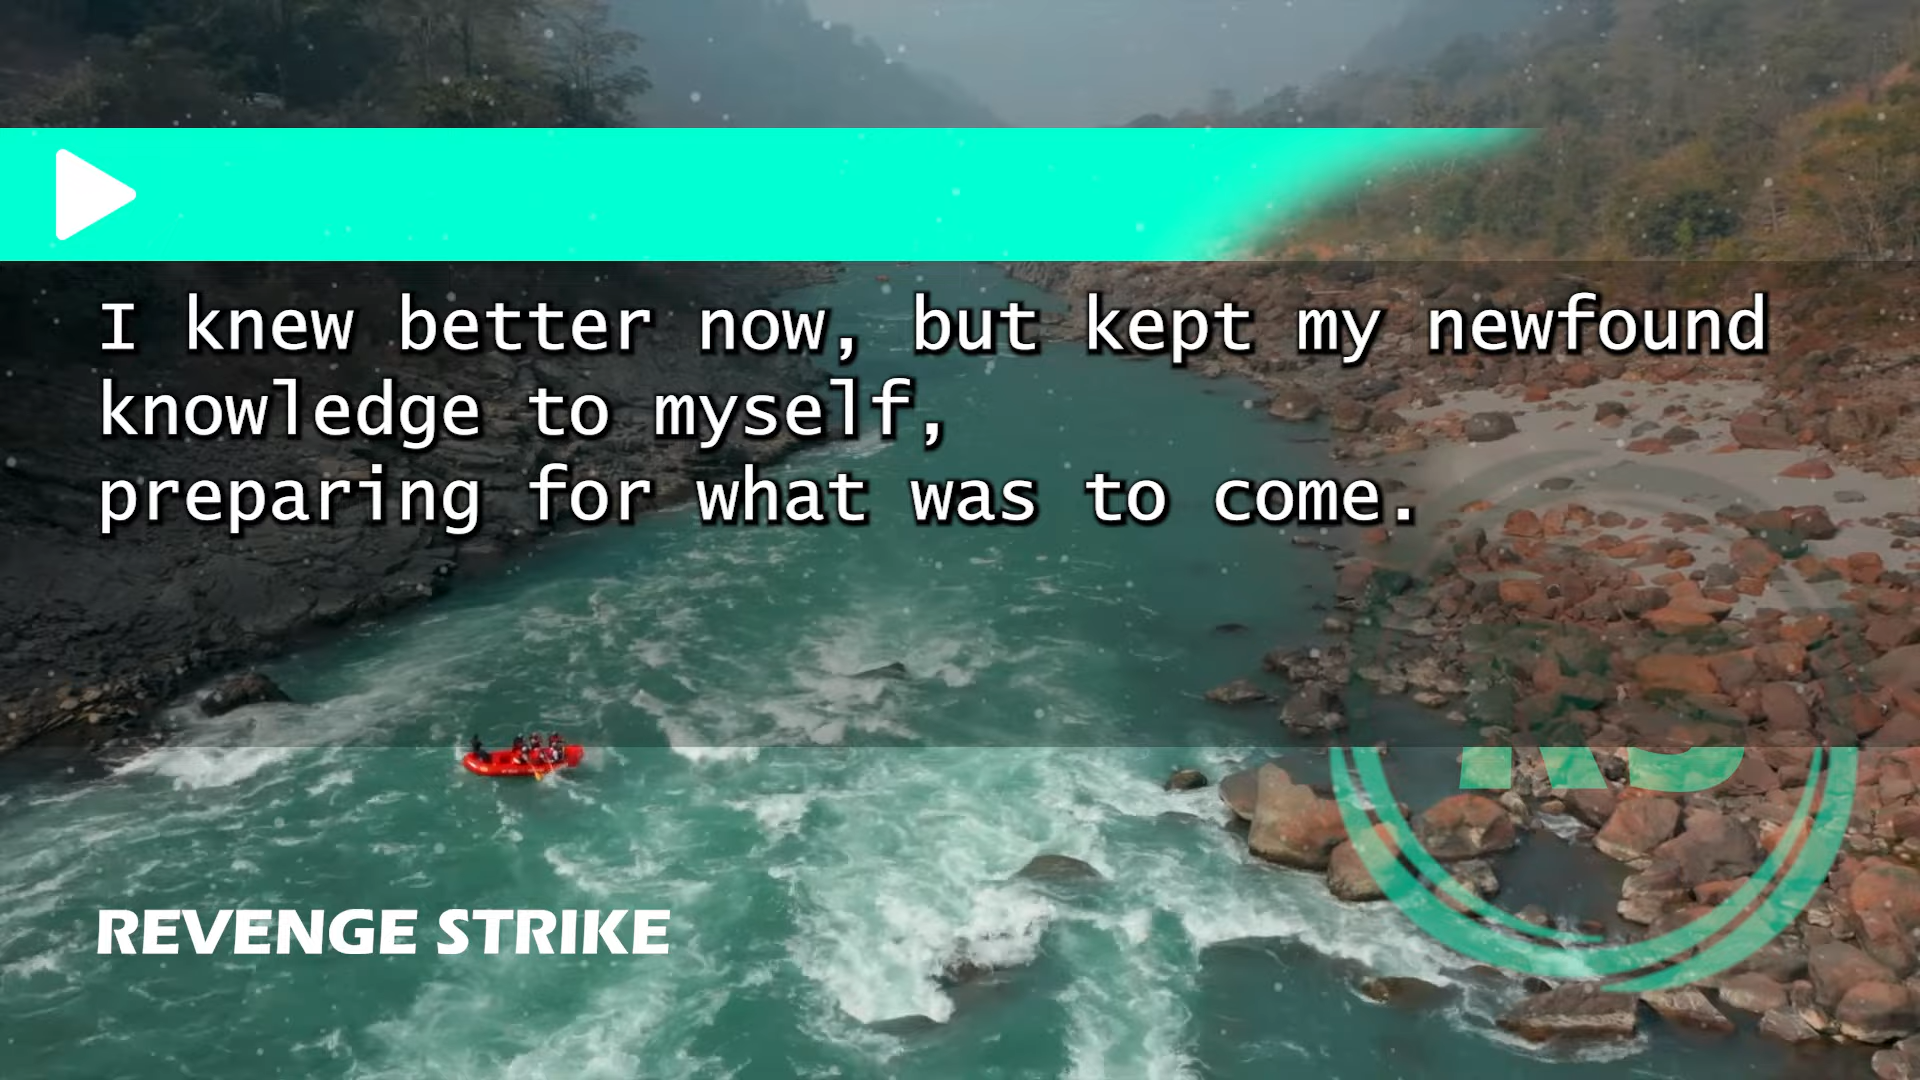 I knew better now, but kept my newfound
knowledge to myself,
preparing for what was to come.
REVENGE STRIKE